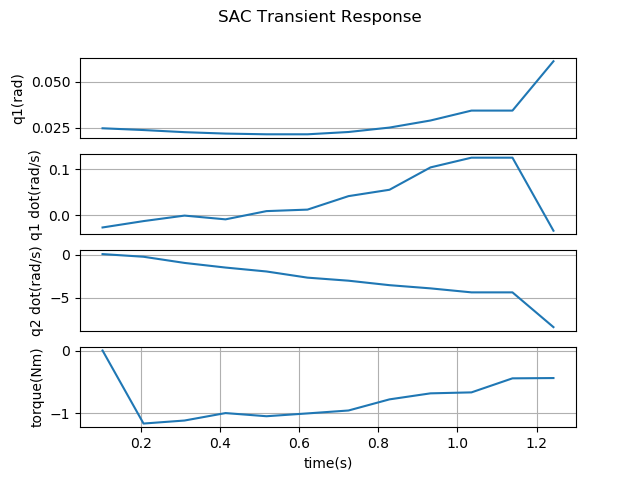 SAC Transient Response
q1(rad)
0.050
0.025
q1 dot(rad/s)
0.1
0.0
q2 dot(rad/s)
0
−5
torque(Nm)
0
−1
0.2 0.4 0.6 0.8 1.0 1.2
time(s)